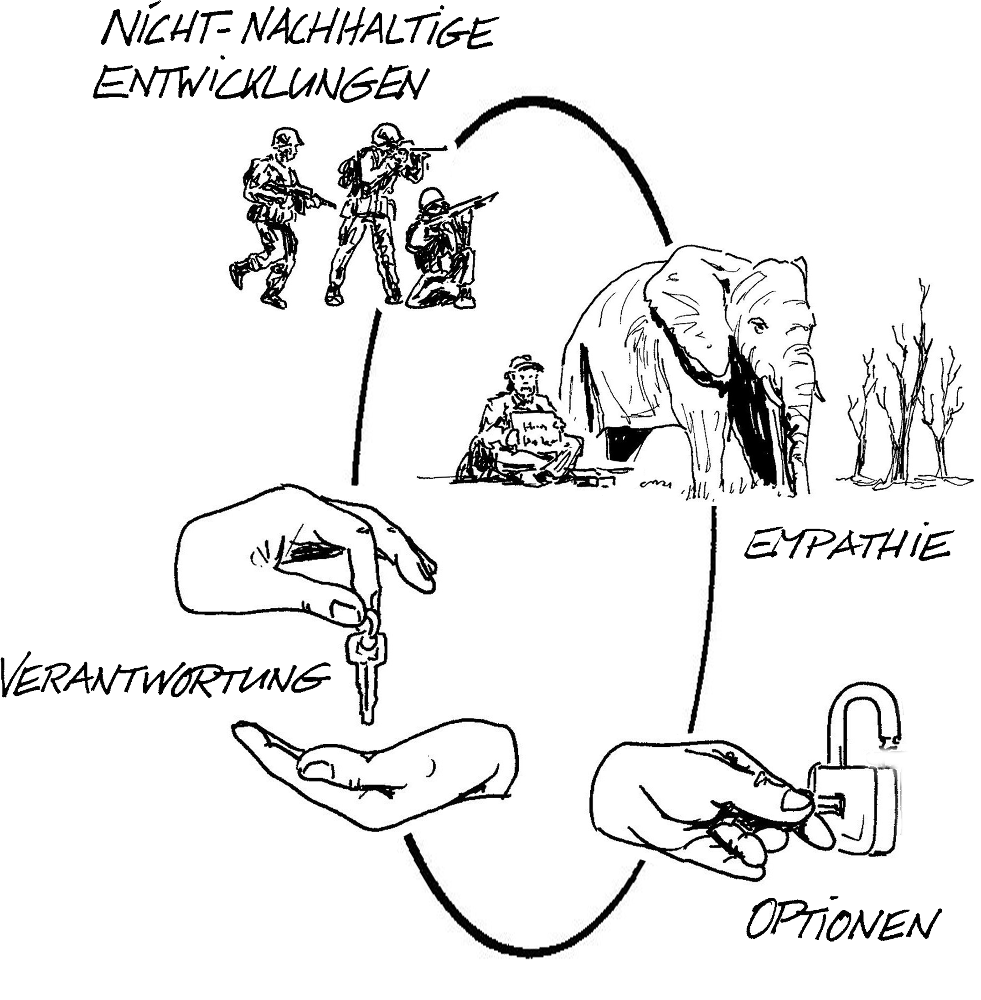 NICHT-NACHHALTIGE
ENTWICKLUNGEN
EMPATHIE
VERANTWORTUNG
OPTIONEN